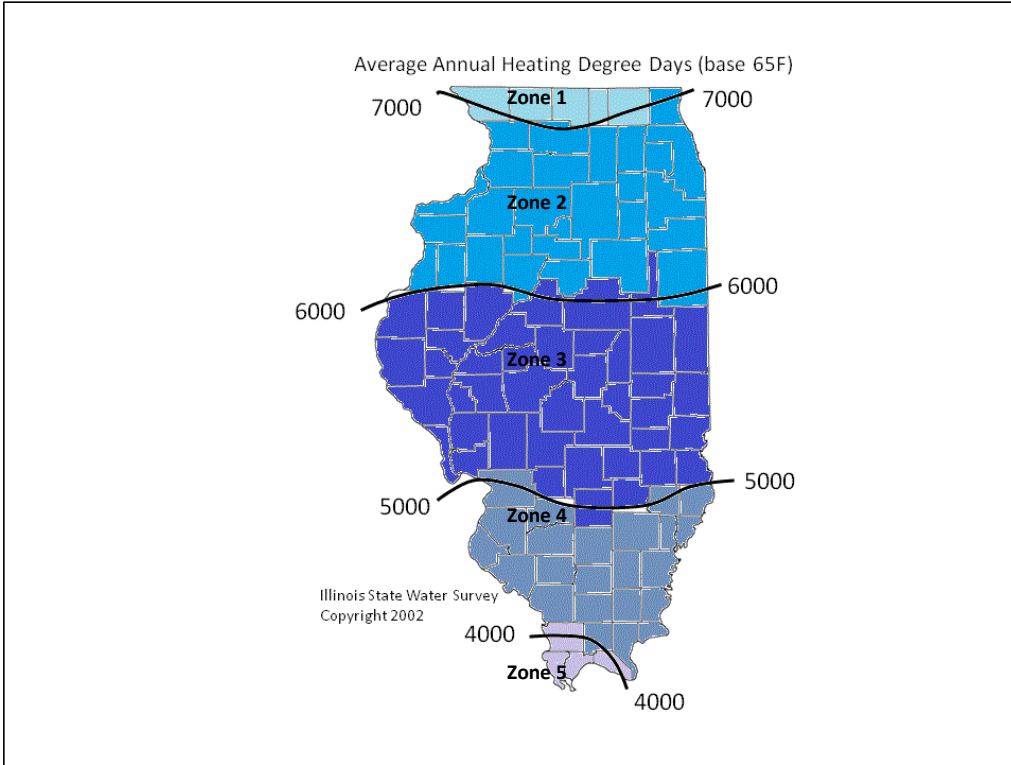 Average Annual Heating Degree Days (base 65F)
7000
Zone 1
7000
Zone 2
6000
6000
Zone 3
5000
5000
Zone 4
Illinois State Water Survey
Copyright 2002
4000
Zone 5
4000